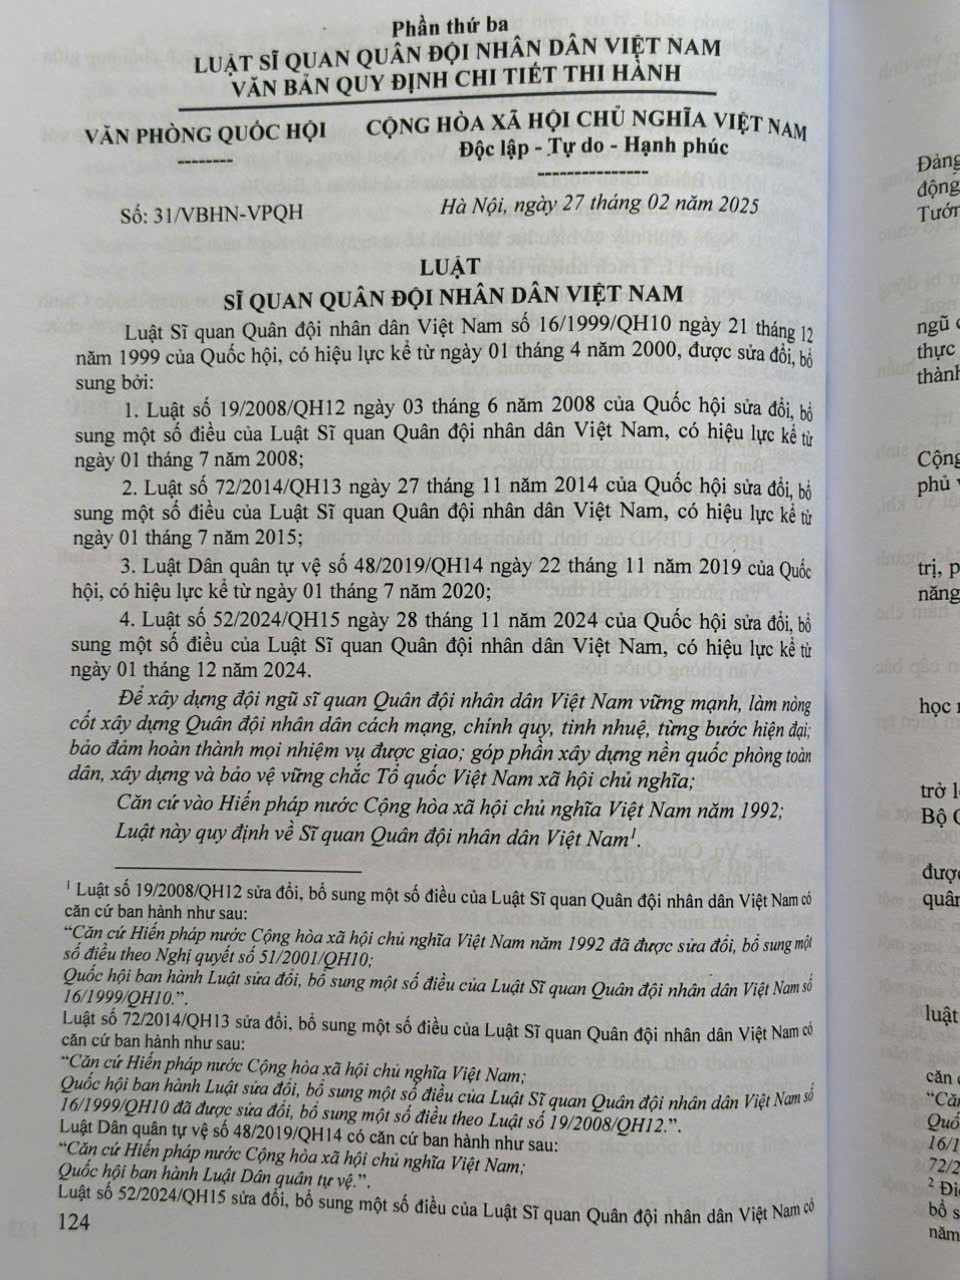 Phần thứ ba
LUẬT SĨ QUAN QUÂN ĐỘI NHÂN DÂN VIỆT NAM
VĂN BẢN QUY ĐỊNH CHI TIẾT THI HÀNH
VĂN PHÒNG QUỐC HỘI
--------
CỘNG HÒA XÃ HỘI CHỦ NGHĨA VIỆT NAM
Độc lập - Tự do - Hạnh phúc
---------------
Số: 31/VBHN-VPQH
Hà Nội, ngày 27 tháng 02 năm 2025
LUẬT
SĨ QUAN QUÂN ĐỘI NHÂN DÂN VIỆT NAM
Luật Sĩ quan Quân đội nhân dân Việt Nam số 16/1999/QH10 ngày 21 tháng 12
năm 1999 của Quốc hội, có hiệu lực kể từ ngày 01 tháng 4 năm 2000, được sửa đổi, bổ
sung bởi:
1. Luật số 19/2008/QH12 ngày 03 tháng 6 năm 2008 của Quốc hội sửa đổi, bổ
sung một số điều của Luật Sĩ quan Quân đội nhân dân Việt Nam, có hiệu lực kể từ
ngày 01 tháng 7 năm 2008;
2. Luật số 72/2014/QH13 ngày 27 tháng 11 năm 2014 của Quốc hội sửa đổi, bổ
sung một số điều của Luật Sĩ quan Quân đội nhân dân Việt Nam, có hiệu lực kể từ
ngày 01 tháng 7 năm 2015;
3. Luật Dân quân tự vệ số 48/2019/QH14 ngày 22 tháng 11 năm 2019 của Quốc
hội, có hiệu lực kể từ ngày 01 tháng 7 năm 2020;
4. Luật số 52/2024/QH15 ngày 28 tháng 11 năm 2024 của Quốc hội sửa đổi, bổ
sung một số điều của Luật Sĩ quan Quân đội nhân dân Việt Nam, có hiệu lực kể từ
ngày 01 tháng 12 năm 2024.
Để xây dựng đội ngũ sĩ quan Quân đội nhân dân Việt Nam vững mạnh, làm nòng
cốt xây dựng Quân đội nhân dân cách mạng, chính quy, tinh nhuệ, từng bước hiện đại;
bảo đảm hoàn thành mọi nhiệm vụ được giao; góp phần xây dựng nền quốc phòng toàn
dân, xây dựng và bảo vệ vững chắc Tổ quốc Việt Nam xã hội chủ nghĩa;
Căn cứ vào Hiến pháp nước Cộng hòa xã hội chủ nghĩa Việt Nam năm 1992;
Luật này quy định về Sĩ quan Quân đội nhân dân Việt Nam¹.
¹ Luật số 19/2008/QH12 sửa đổi, bổ sung một số điều của Luật Sĩ quan Quân đội nhân dân Việt Nam có
căn cứ ban hành như sau:
“Căn cứ Hiến pháp nước Cộng hòa xã hội chủ nghĩa Việt Nam năm 1992 đã được sửa đổi, bổ sung một
số điều theo Nghị quyết số 51/2001/QH10;
Quốc hội ban hành Luật sửa đổi, bổ sung một số điều của Luật Sĩ quan Quân đội nhân dân Việt Nam số
16/1999/QH10.”.
Luật số 72/2014/QH13 sửa đổi, bổ sung một số điều của Luật Sĩ quan Quân đội nhân dân Việt Nam có
căn cứ ban hành như sau:
“Căn cứ Hiến pháp nước Cộng hòa xã hội chủ nghĩa Việt Nam;
Quốc hội ban hành Luật sửa đổi, bổ sung một số điều của Luật Sĩ quan Quân đội nhân dân Việt Nam số
16/1999/QH10 đã được sửa đổi, bổ sung một số điều theo Luật số 19/2008/QH12.”.
Luật Dân quân tự vệ số 48/2019/QH14 có căn cứ ban hành như sau:
“Căn cứ Hiến pháp nước Cộng hòa xã hội chủ nghĩa Việt Nam;
Quốc hội ban hành Luật Dân quân tự vệ.”.
Luật số 52/2024/QH15 sửa đổi, bổ sung một số điều của Luật Sĩ quan Quân đội nhân dân Việt Nam có
124
Đảng
động
Tướn
ngũ c
thực
thành
Cộng
phủ v
trị, p
năng
học
trở l
Bộ
được
quân
luật
căn
“Că
Quố
16/1
72/2
² Đi
bổ s
năm